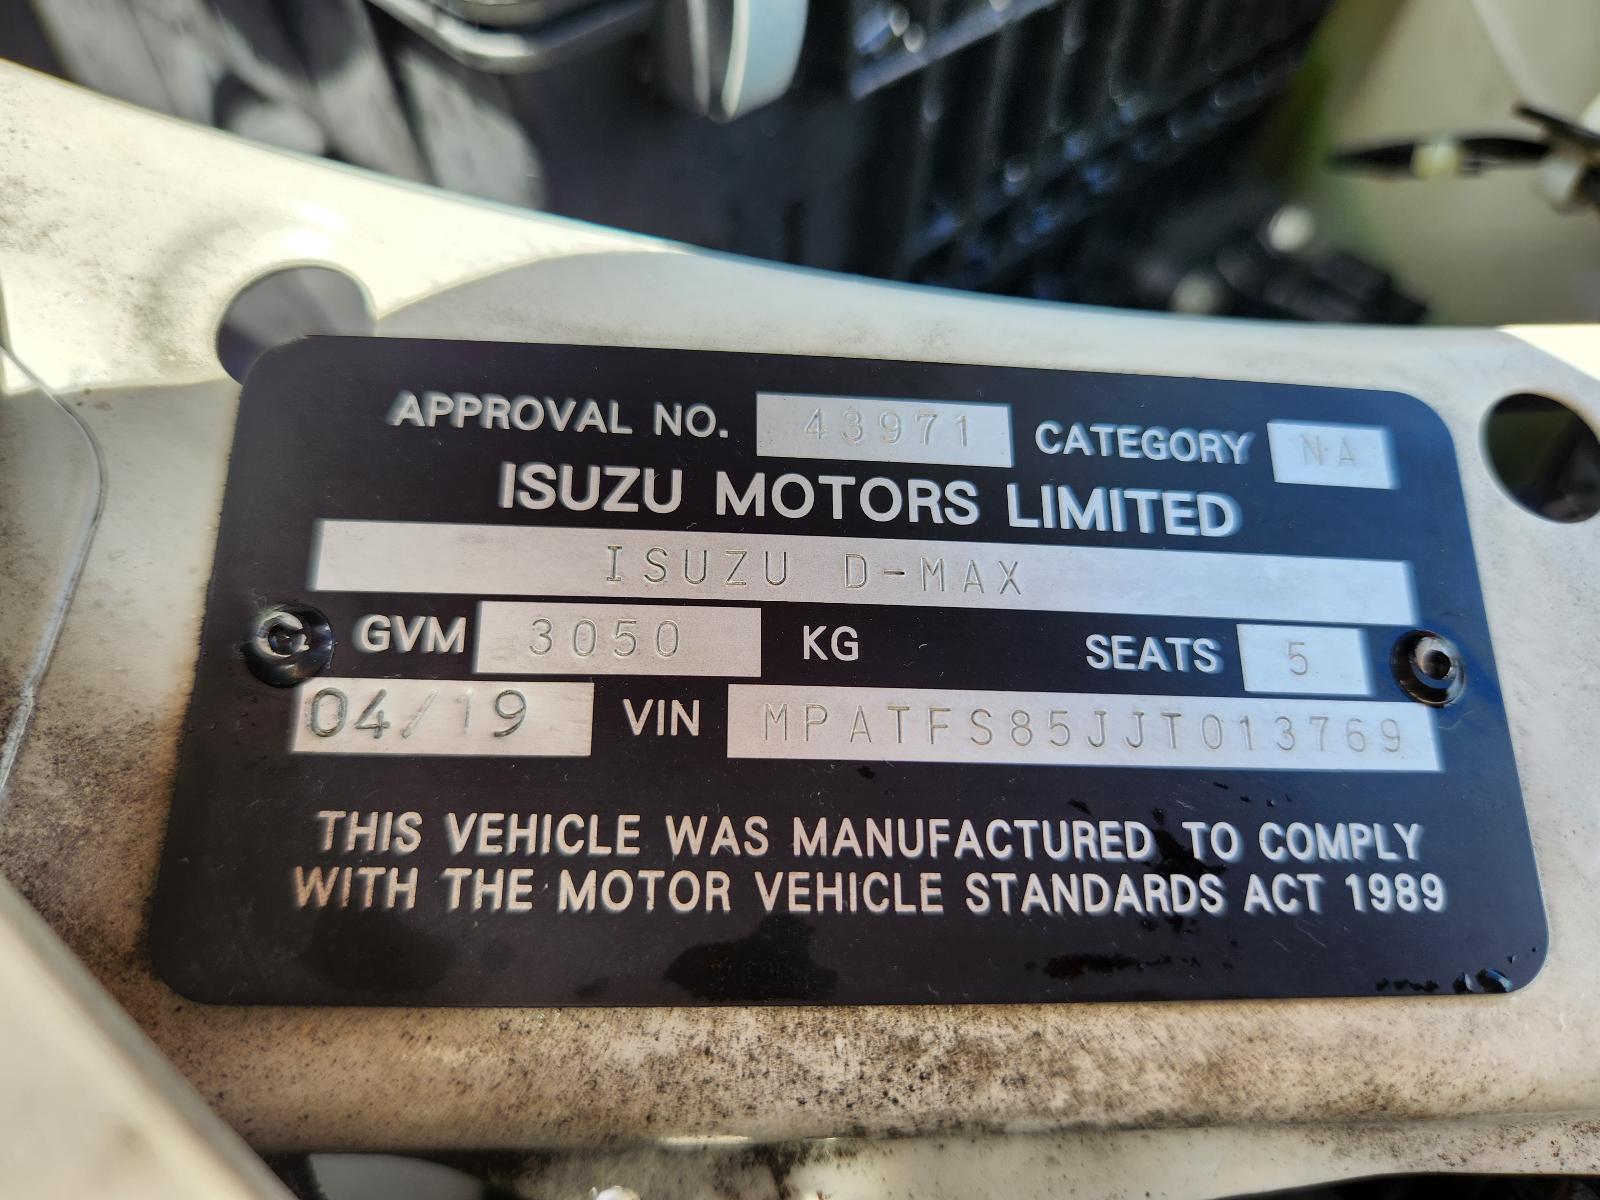 APPROVAL NO. 43971 CATEGORY NA
ISUZU MOTORS LIMITED
ISUZU D-MAX
GVM 3050 KG SEATS 5
04/19 VIN MPATFS85JJT013769
THIS VEHICLE WAS MANUFACTURED TO COMPLY
WITH THE MOTOR VEHICLE STANDARDS ACT 1989